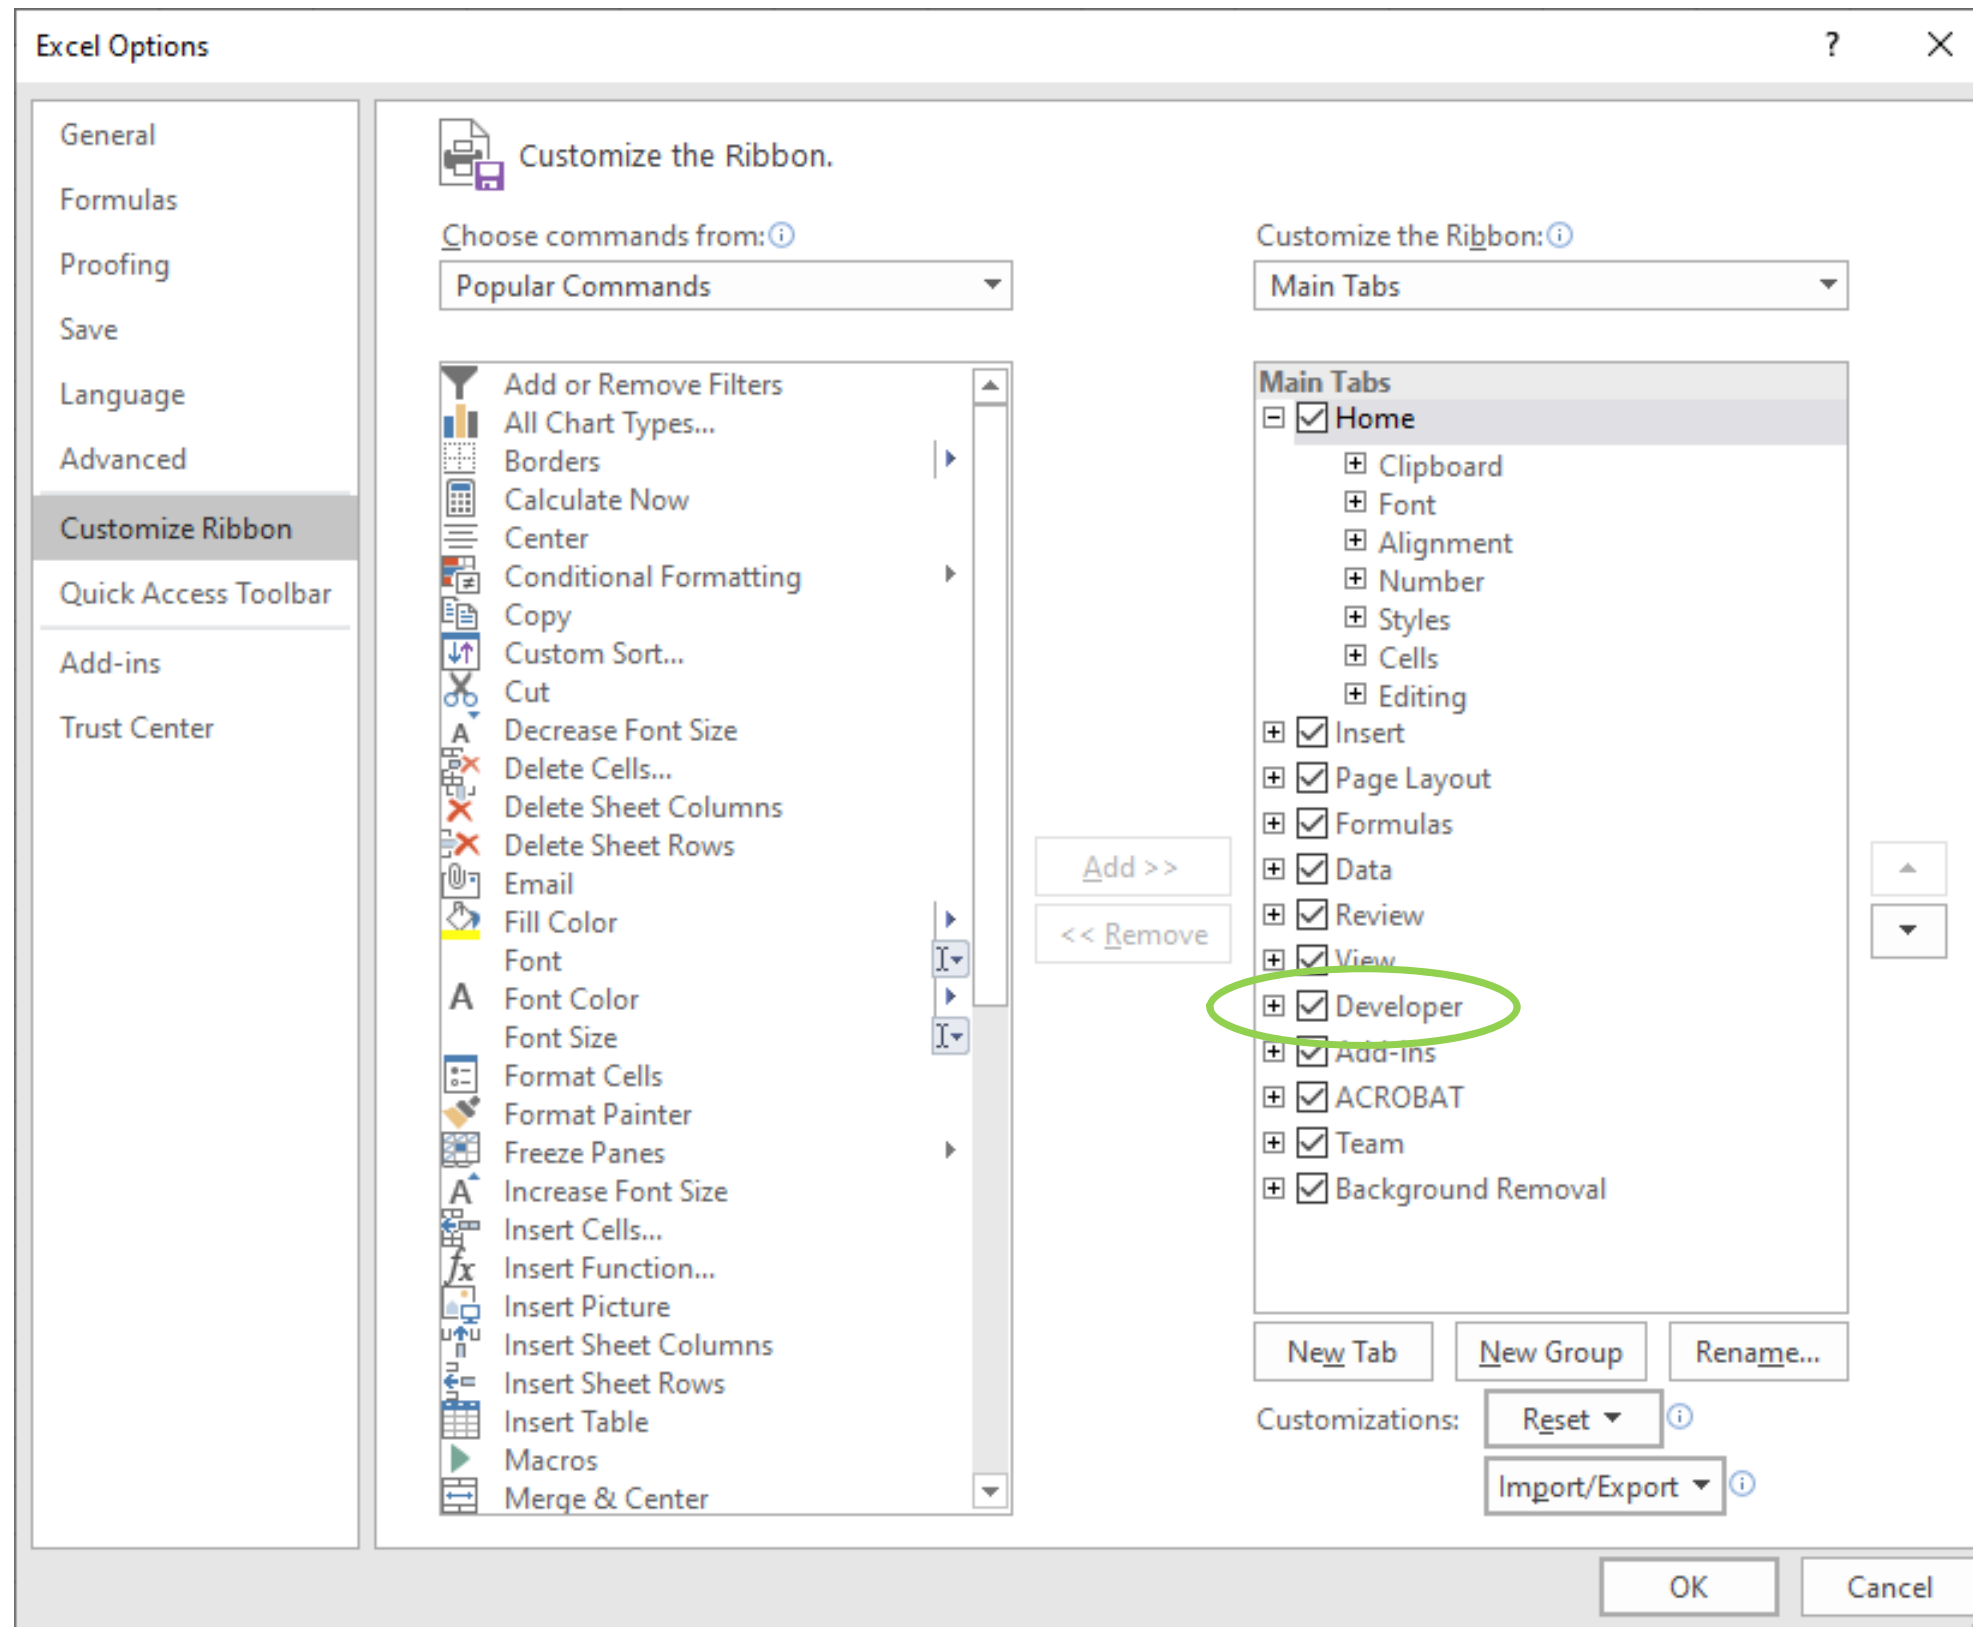 Excel Options
?
General
Formulas
Proofing
Save
Language
Advanced
Customize Ribbon
Quick Access Toolbar
Add-ins
Trust Center
Customize the Ribbon.
Choose commands from:
Popular Commands
Add or Remove Filters
All Chart Types...
Borders
Calculate Now
Center
Conditional Formatting
Copy
Custom Sort...
Cut
Decrease Font Size
Delete Cells...
Delete Sheet Columns
Delete Sheet Rows
Email
Fill Color
Font
Font Color
Font Size
Format Cells
Format Painter
Freeze Panes
Increase Font Size
Insert Cells...
Insert Function...
Insert Picture
Insert Sheet Columns
Insert Sheet Rows
Insert Table
Macros
Merge & Center
Add >>
<< Remove
Customize the Ribbon:
Main Tabs
Main Tabs
Home
Clipboard
Font
Alignment
Number
Styles
Cells
Editing
Insert
Page Layout
Formulas
Data
Review
View
Developer
Add-ins
ACROBAT
Team
Background Removal
New Tab
New Group
Rename...
Customizations:
Reset
Import/Export
OK
Cancel